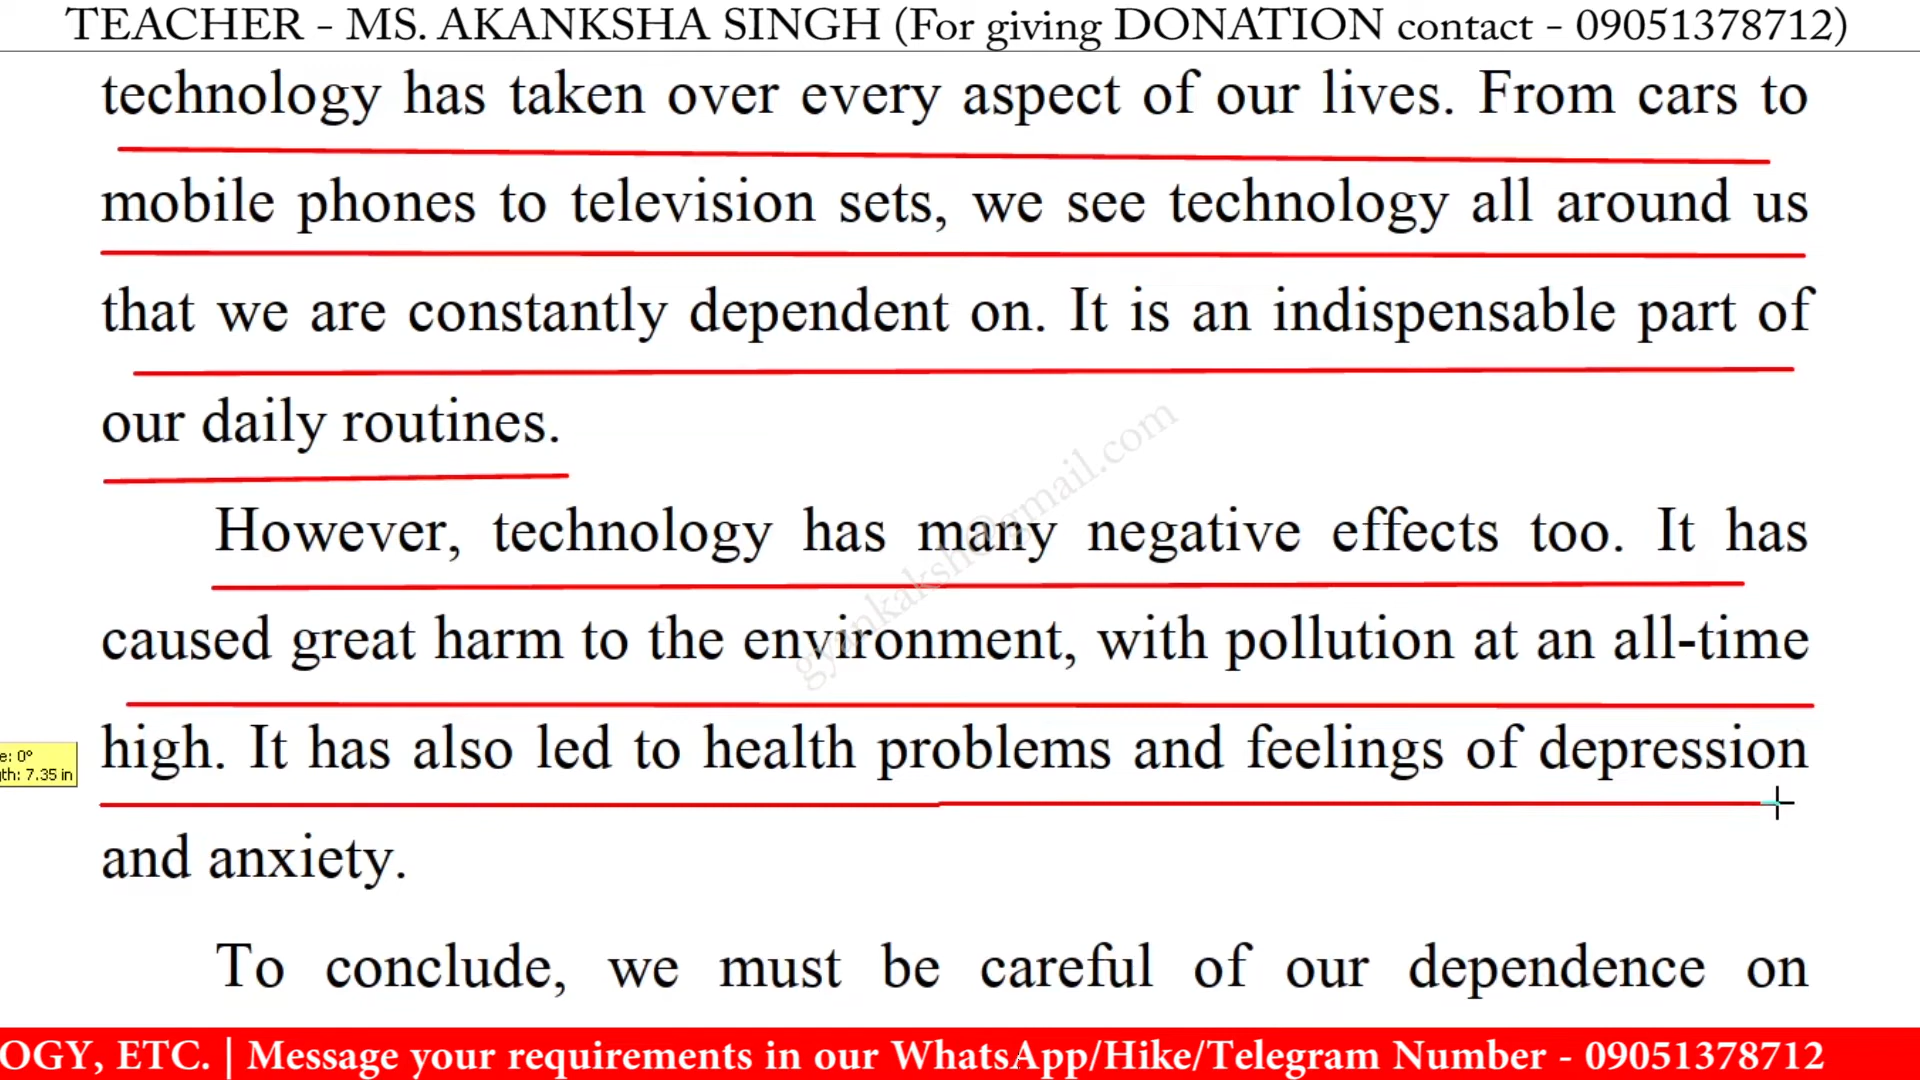 TEACHER - MS. AKANKSHA SINGH (For giving DONATION contact - 09051378712)
technology has taken over every aspect of our lives. From cars to
mobile phones to television sets, we see technology all around us
that we are constantly dependent on. It is an indispensable part of
our daily routines.
However, technology has many negative effects too. It has
caused great harm to the environment, with pollution at an all-time
high. It has also led to health problems and feelings of depression
e: 0°
gth: 7.35 in
and anxiety.
To conclude, we must be careful of our dependence on
OGY, ETC. | Message your requirements in our WhatsApp/Hike/Telegram Number - 09051378712